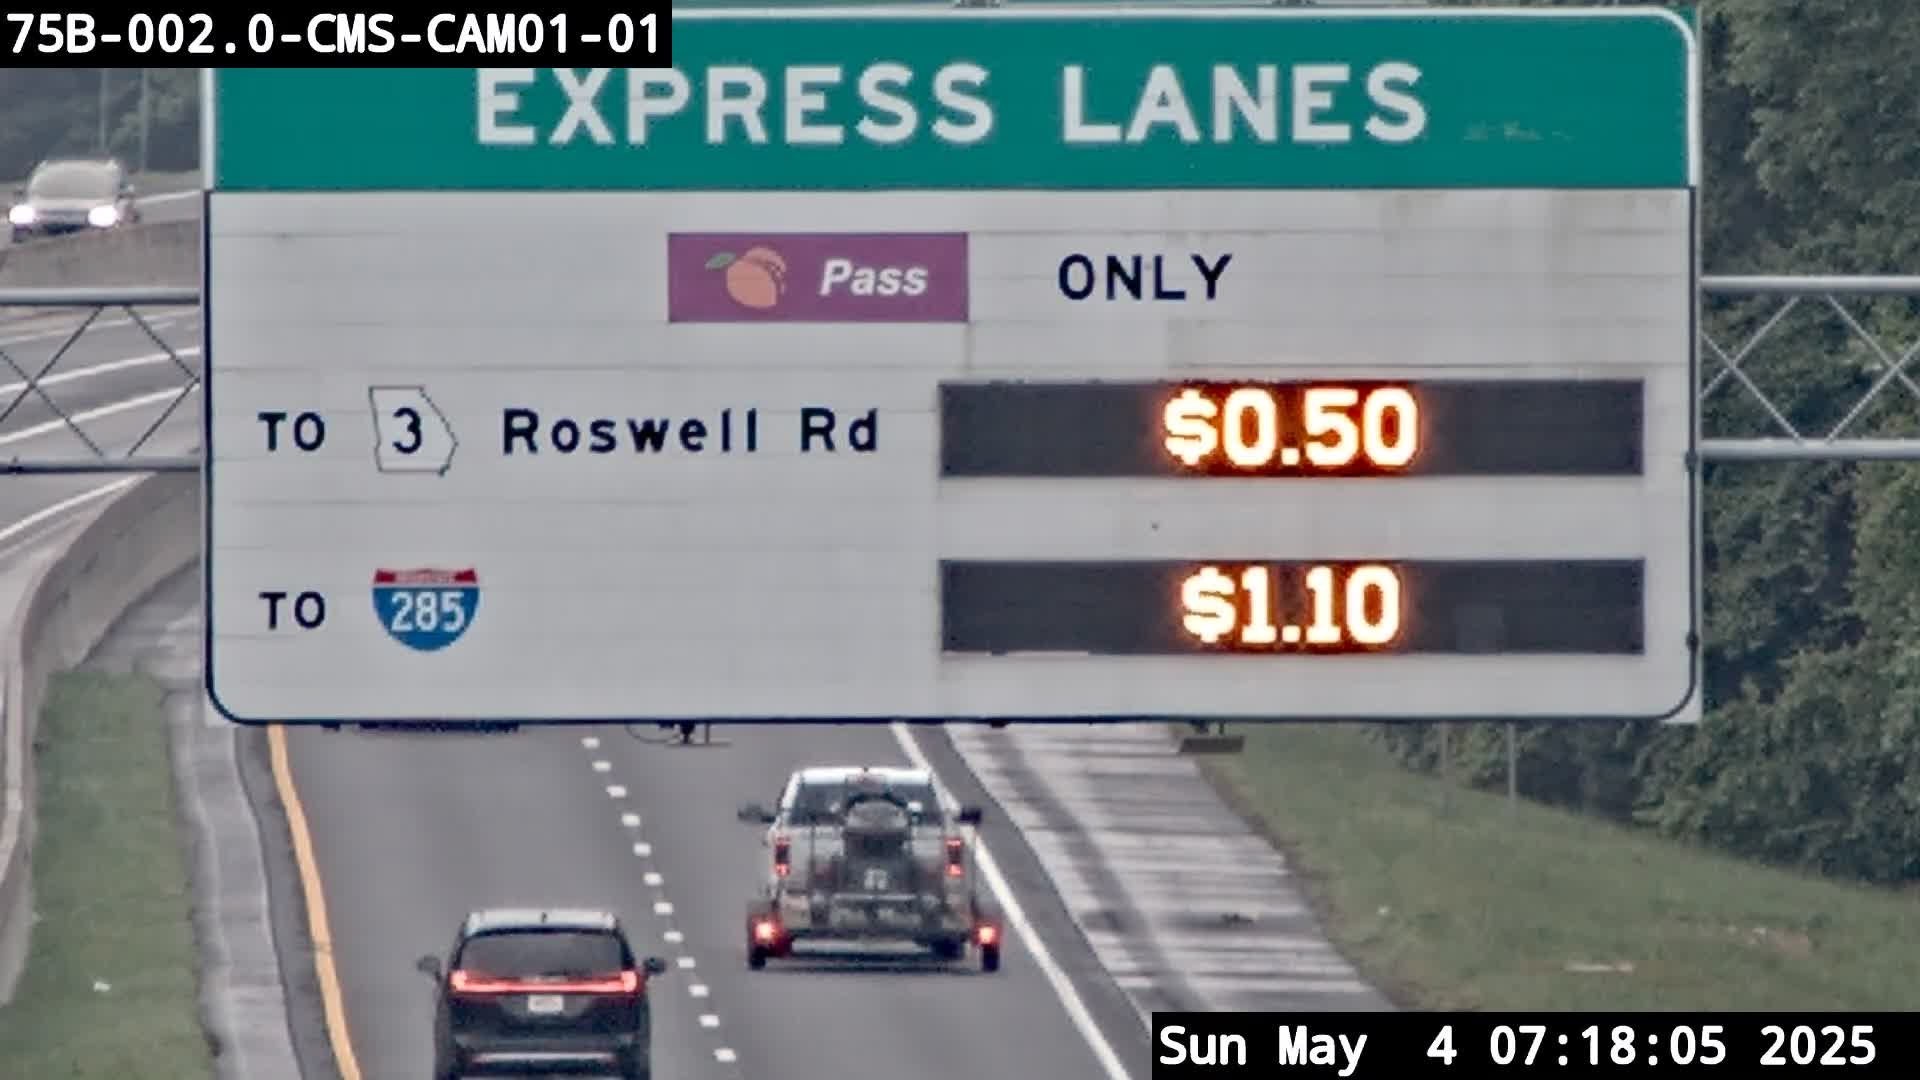 75B-002.0-CMS-CAM01-01
EXPRESS LANES
Pass ONLY
TO 3 Roswell Rd $0.50
TO 285 $1.10
Sun May 4 07:18:05 2025